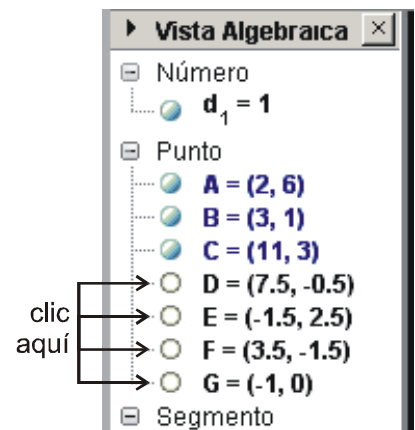 Vista Algebraica
Número
d1 = 1
Punto
A = (2, 6)
B = (3, 1)
C = (11, 3)
D = (7.5, -0.5)
clic E = (-1.5, 2.5)
aquí F = (3.5, -1.5)
G = (-1, 0)
Segmento